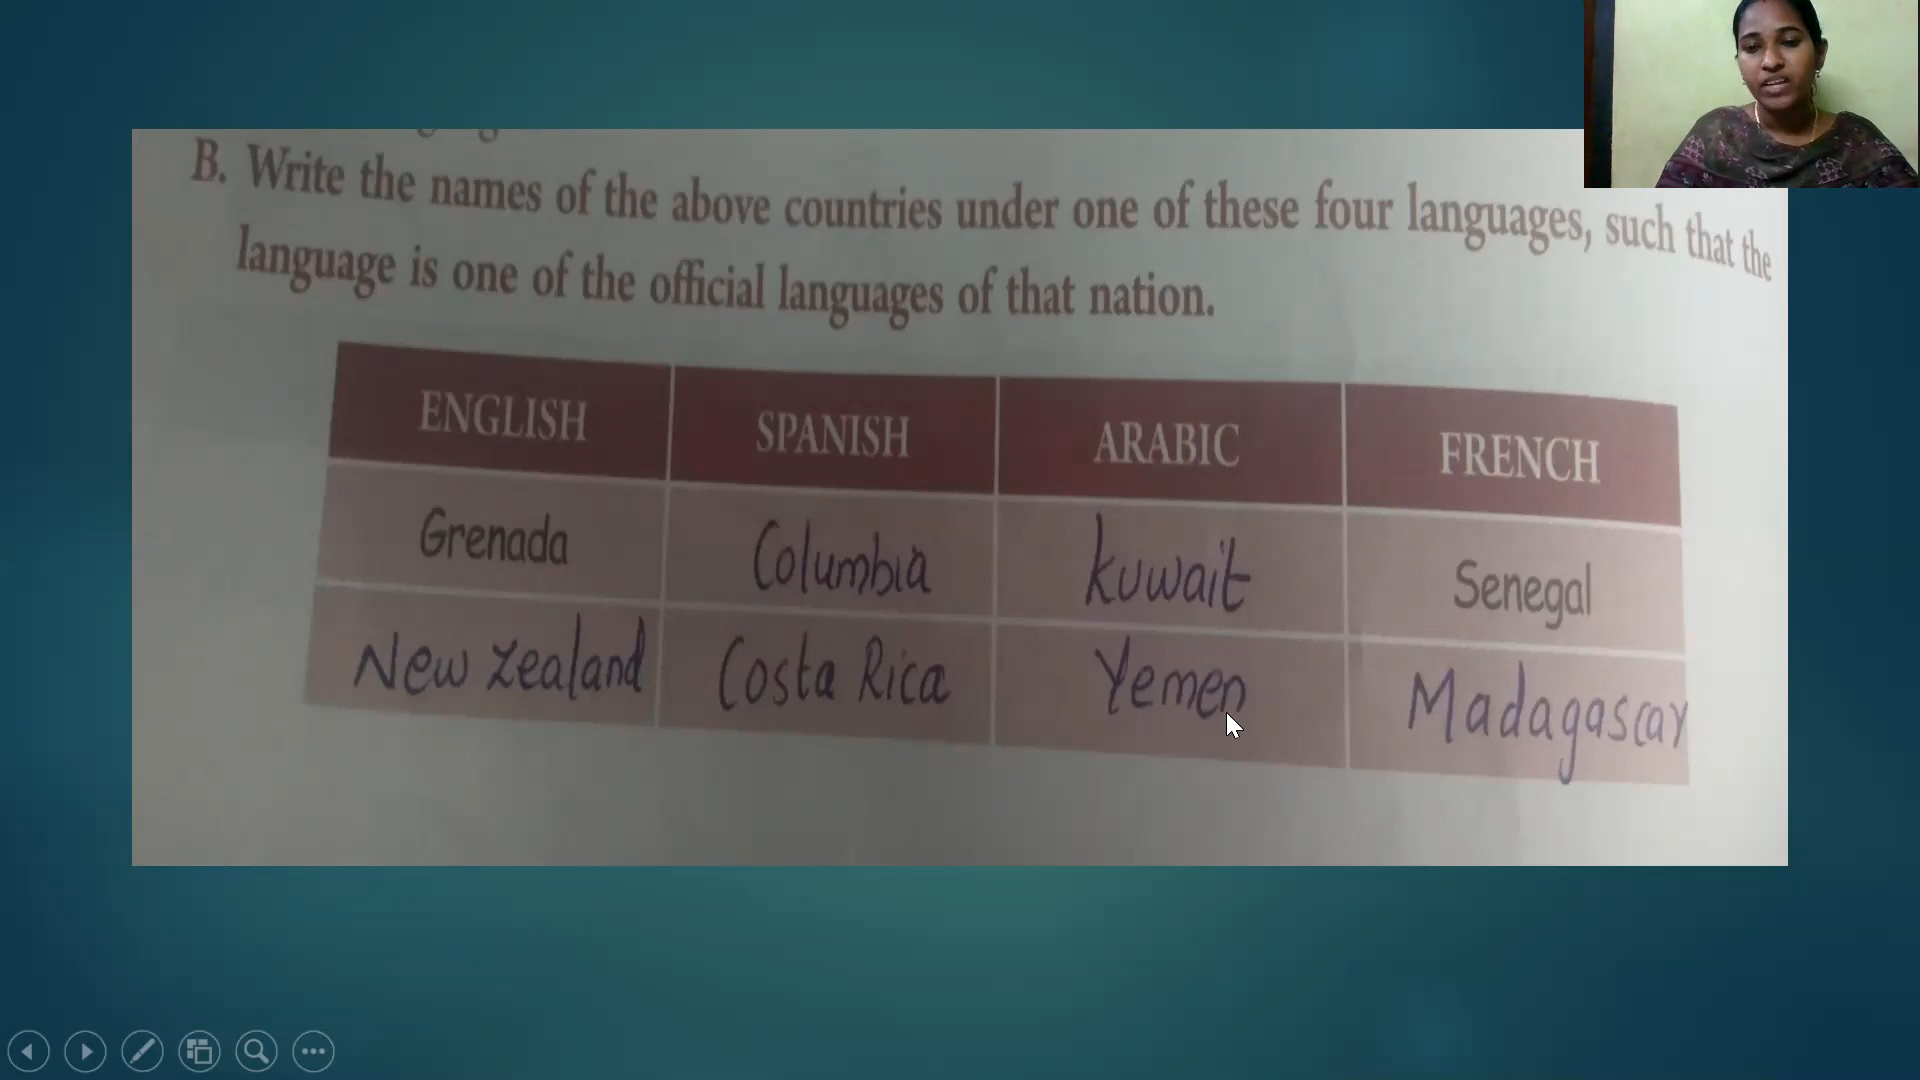 B. Write the names of the above countries under one of these four languages, such that the
language is one of the official languages of that nation.
ENGLISH SPANISH ARABIC FRENCH
Grenada Columbia Kuwait Senegal
New Zealand Costa Rica Yemen Madagascar